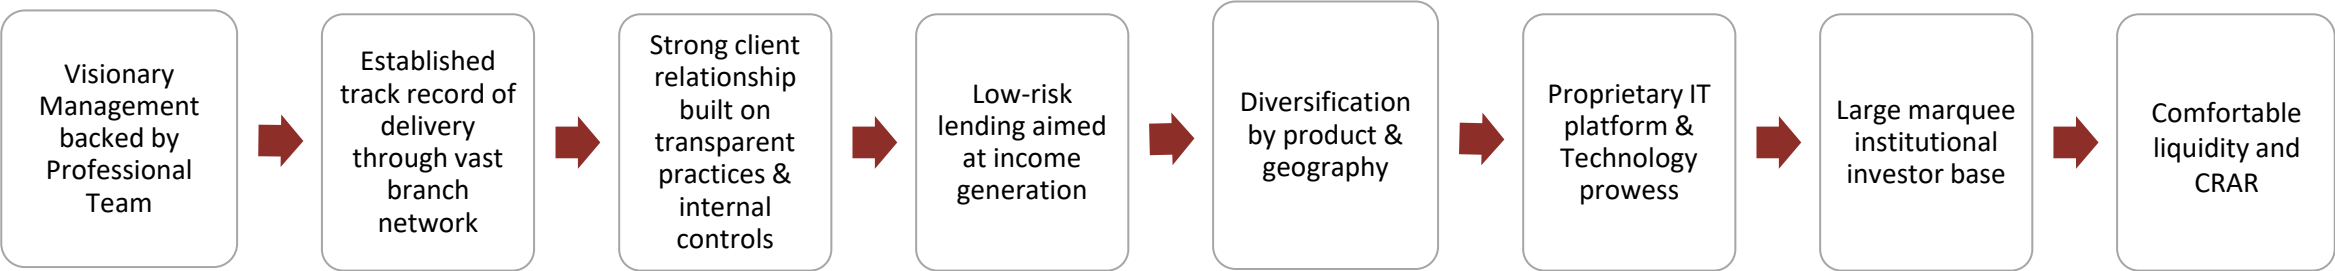 Visionary
Management
backed by
Professional
Team
Established
track record of
delivery
through vast
branch
network
Strong client
relationship
built on
transparent
practices &
internal
controls
Low-risk
lending aimed
at income
generation
Diversification
by product &
geography
Proprietary IT
platform &
Technology
prowess
Large marquee
institutional
investor base
Comfortable
liquidity and
CRAR